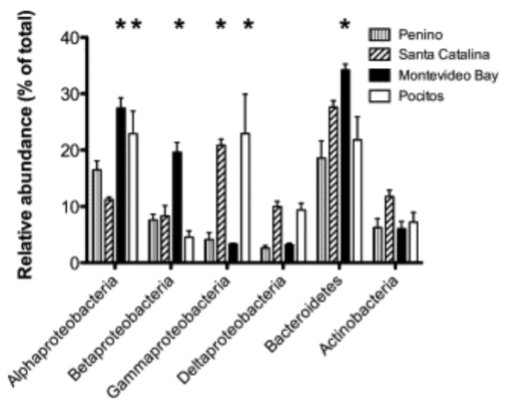 * * * * * *
Relative abundance (% of total)
40
30
20
10
0
Penino
Santa Catalina
Montevideo Bay
Pocitos
Alphaproteobacteria
Betaproteobacteria
Gammaproteobacteria
Deltaproteobacteria
Bacteroidetes
Actinobacteria